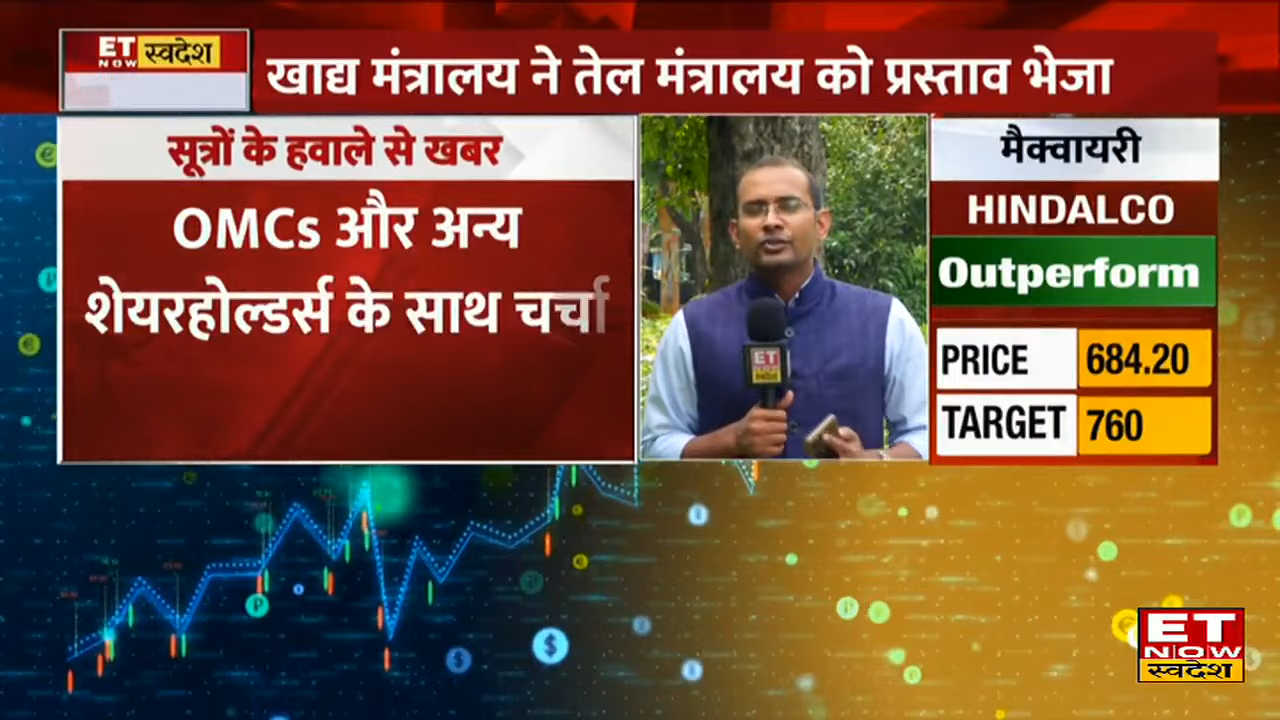 ET
NOW
स्वदेश
खाद्य मंत्रालय ने तेल मंत्रालय को प्रस्ताव भेजा
सूत्रों के हवाले से खबर
OMCs और अन्य
शेयरहोल्डर्स के साथ चर्चा
ET
मैक्वायरी
HINDALCO
Outperform
PRICE 684.20
TARGET 760
ET
NOW
स्वदेश